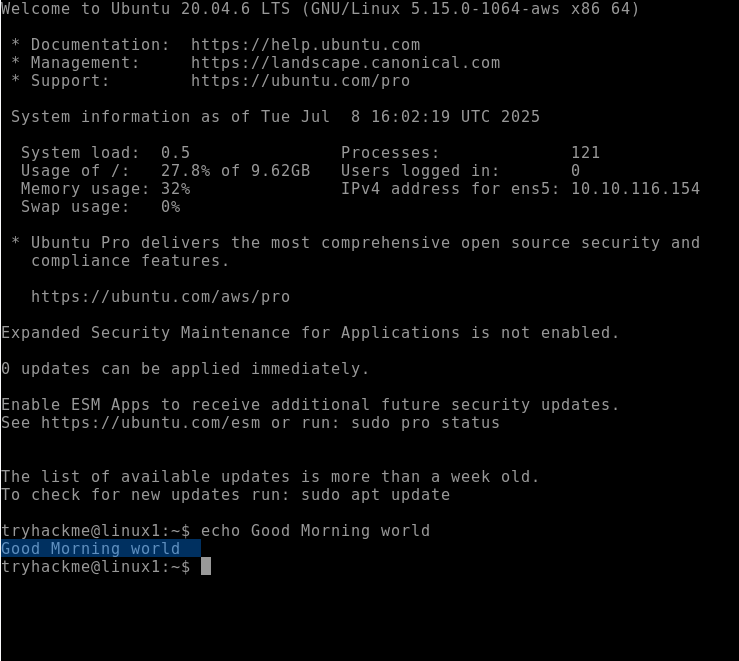 Welcome to Ubuntu 20.04.6 LTS (GNU/Linux 5.15.0-1064-aws x86 64)
* Documentation:  https://help.ubuntu.com
* Management:     https://landscape.canonical.com
* Support:        https://ubuntu.com/pro
System information as of Tue Jul  8 16:02:19 UTC 2025
System load:  0.5               Processes:             121
Usage of /:   27.8% of 9.62GB   Users logged in:       0
Memory usage: 32%               IPv4 address for ens5: 10.10.116.154
Swap usage:   0%
* Ubuntu Pro delivers the most comprehensive open source security and
compliance features.
https://ubuntu.com/aws/pro
Expanded Security Maintenance for Applications is not enabled.
0 updates can be applied immediately.
Enable ESM Apps to receive additional future security updates.
See https://ubuntu.com/esm or run: sudo pro status
The list of available updates is more than a week old.
To check for new updates run: sudo apt update
tryhackme@linux1:~$ echo Good Morning world
Good Morning world
tryhackme@linux1:~$